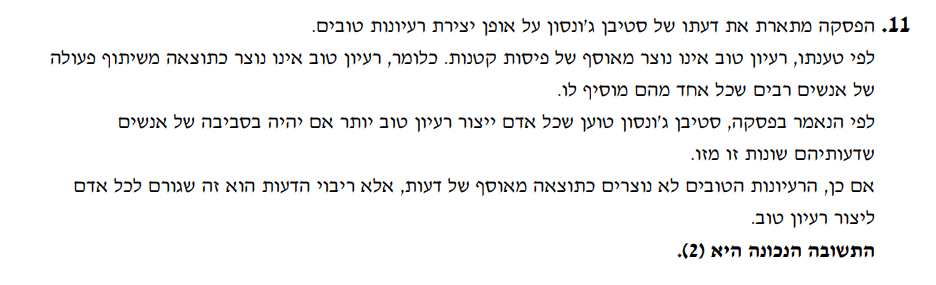 11. הפסקה מתארת את דעתו של סטיבן ג'ונסון על אופן יצירת רעיונות טובים.
לפי טענתו, רעיון טוב אינו נוצר מאוסף של פיסות קטנות. כלומר, רעיון טוב אינו נוצר כתוצאה משיתוף פעולה
של אנשים רבים שכל אחד מהם מוסיף לו.
לפי הנאמר בפסקה, סטיבן ג'ונסון טוען שכל אדם ייצור רעיון טוב יותר אם יהיה בסביבה של אנשים
שדעותיהם שונות זו מזו.
אם כן, הרעיונות הטובים לא נוצרים כתוצאה מאוסף של דעות, אלא ריבוי הדעות הוא זה שגורם לכל אדם
ליצור רעיון טוב.
התשובה הנכונה היא (2).